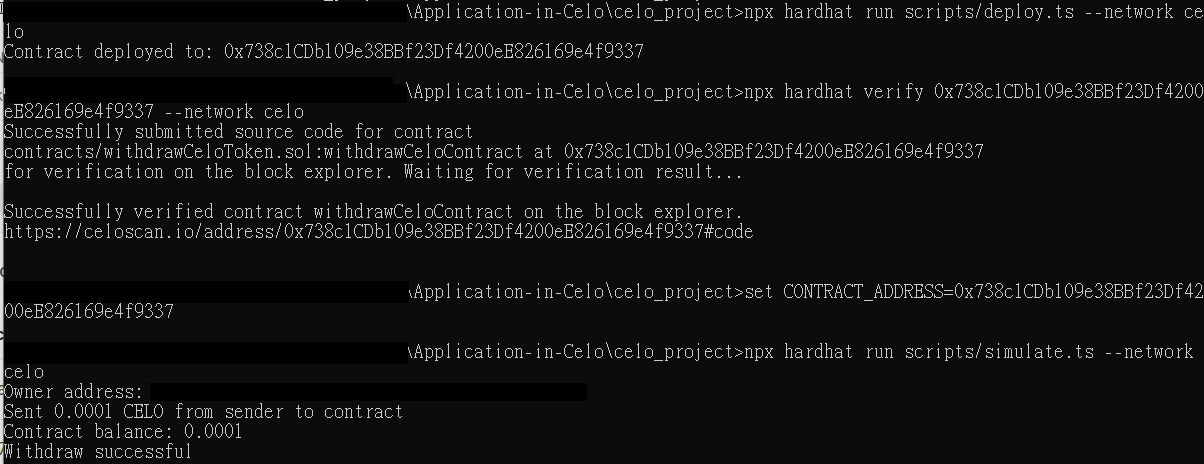 \Application-in-Celo\celo_project>npx hardhat run scripts/deploy.ts --network ce
lo
Contract deployed to: 0x738c1CDb109e38BBf23Df4200eE826169e4f9337
\Application-in-Celo\celo_project>npx hardhat verify 0x738c1CDb109e38BBf23Df4200
eE826169e4f9337 --network celo
Successfully submitted source code for contract
contracts/withdrawCeloToken.sol:withdrawCeloContract at 0x738c1CDb109e38BBf23Df4200eE826169e4f9337
for verification on the block explorer. Waiting for verification result...
Successfully verified contract withdrawCeloContract on the block explorer.
https://celoscan.io/address/0x738c1CDb109e38BBf23Df4200eE826169e4f9337#code
\Application-in-Celo\celo_project>set CONTRACT_ADDRESS=0x738c1CDb109e38BBf23Df42
00eE826169e4f9337
\Application-in-Celo\celo_project>npx hardhat run scripts/simulate.ts --network
celo
Owner address:
Sent 0.0001 CELO from sender to contract
Contract balance: 0.0001
Withdraw successful